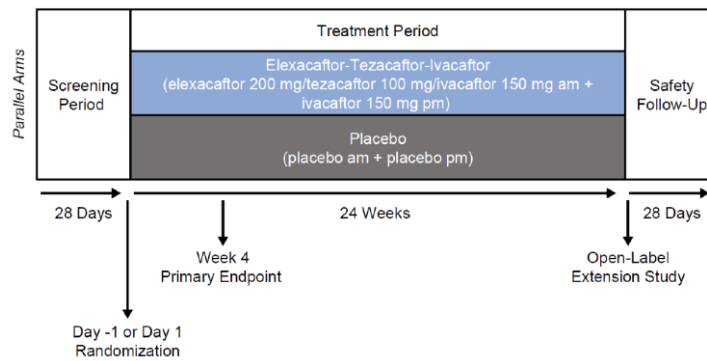 Parallel Arms
Screening
Period
Treatment Period
Elexacaftor-Tezacaftor-Ivacaftor
(elexacaftor 200 mg/tezacaftor 100 mg/ivacaftor 150 mg am +
ivacaftor 150 mg pm)
Placebo
(placebo am + placebo pm)
Safety
Follow-Up
28 Days
24 Weeks
28 Days
Week 4
Primary Endpoint
Open-Label
Extension Study
Day -1 or Day 1
Randomization